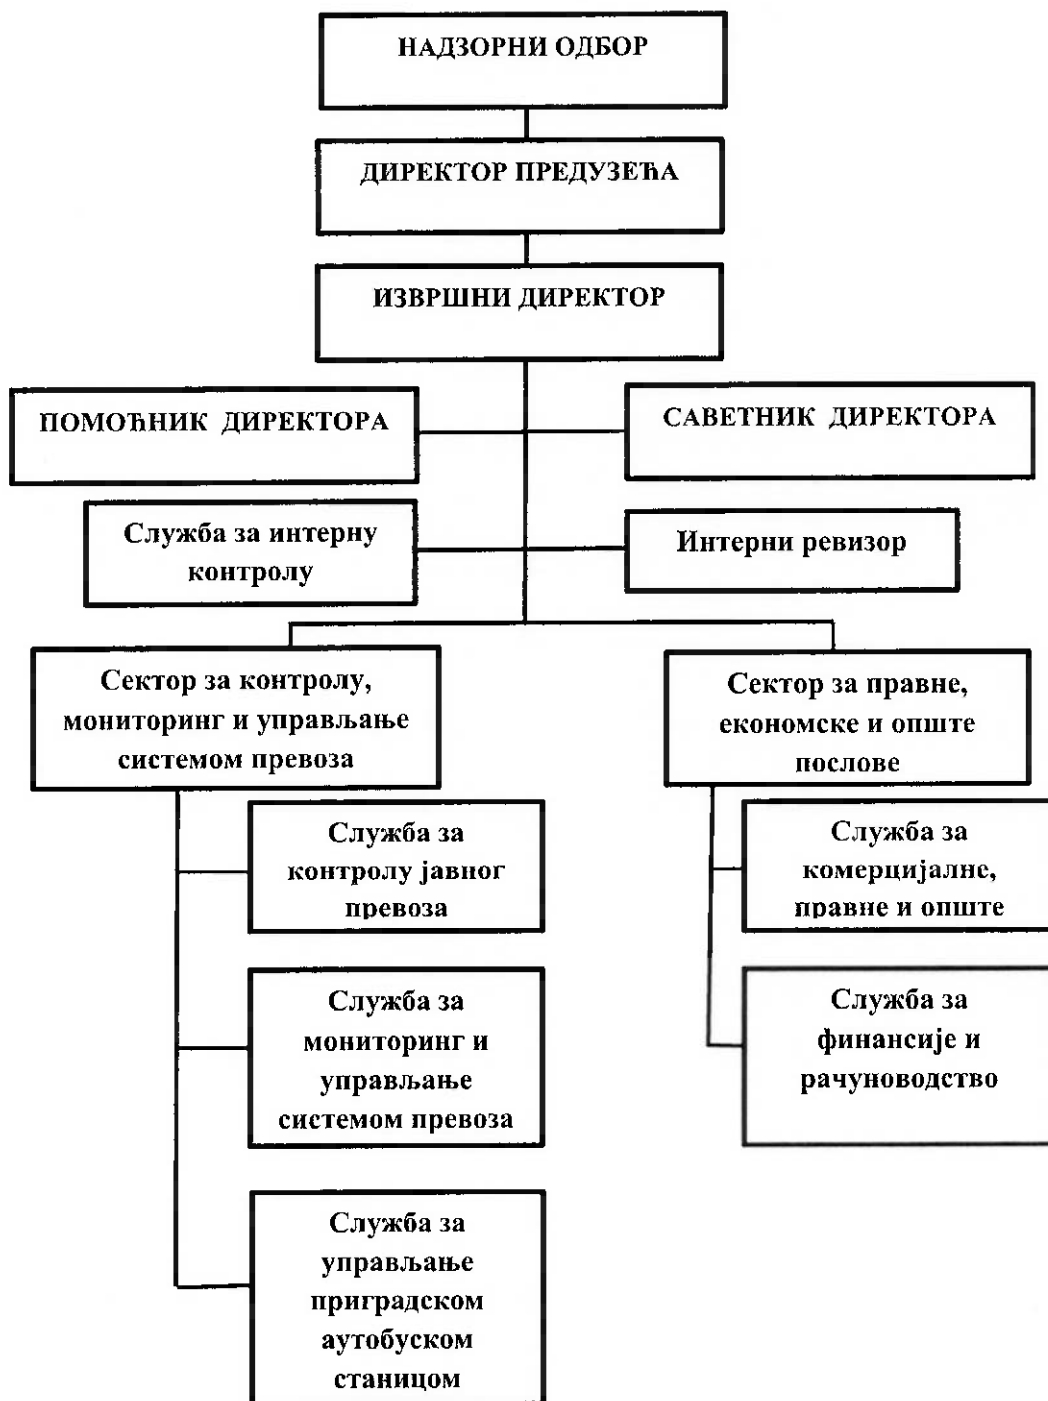 НАДЗОРНИ ОДБОР
ДИРЕКТОР ПРЕДУЗЕЋА
ИЗВРШНИ ДИРЕКТОР
ПОМОЋНИК ДИРЕКТОРА
САВЕТНИК ДИРЕКТОРА
Служба за интерну
контролу
Интерни ревизор
Сектор за контролу,
мониторинг и управљање
системом превоза
Сектор за правне,
економске и опште
послове
Служба за
контролу јавног
превоза
Служба за
комерцијалне,
правне и опште
Служба за
мониторинг и
управљање
системом превоза
Служба за
финансије и
рачуноводство
Служба за
управљање
приградском
аутобуском
станицом